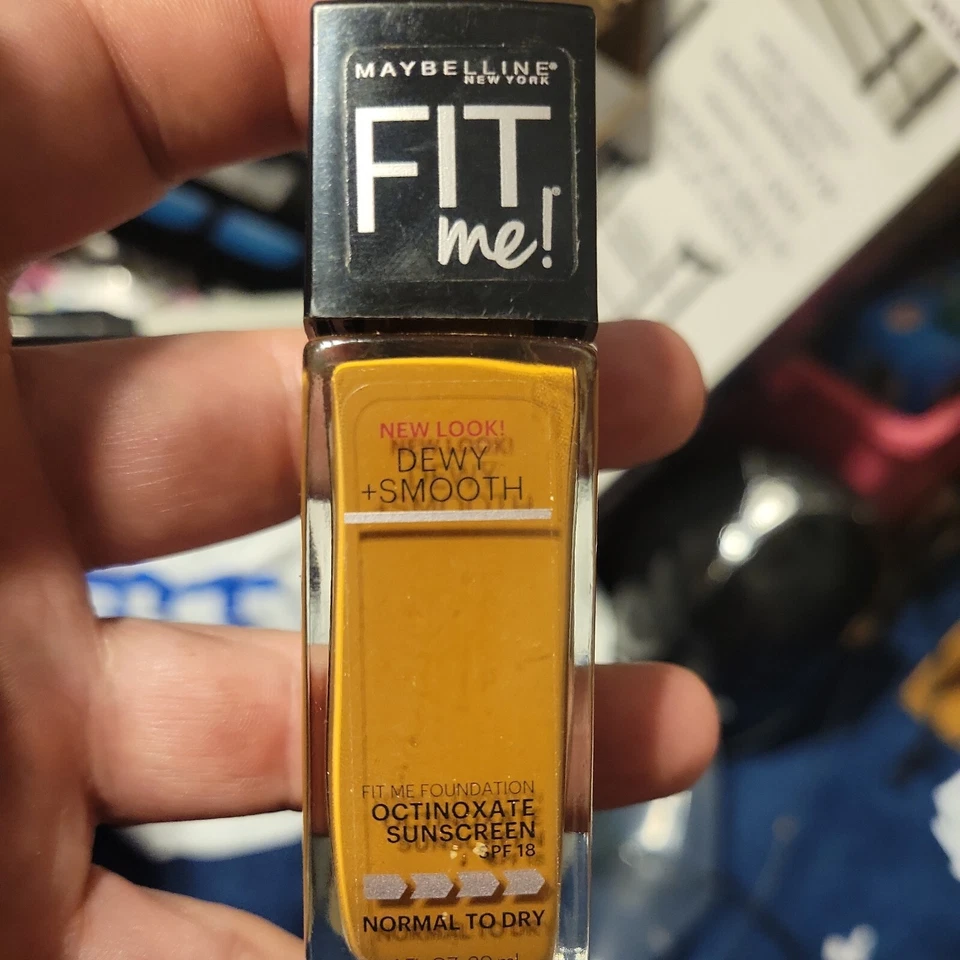 MAYBELLINE®
NEW YORK
FIT
me!
NEW LOOK!
DEWY
+SMOOTH
FIT ME FOUNDATION
OCTINOXATE
SUNSCREEN
SPF 18
NORMAL TO DRY